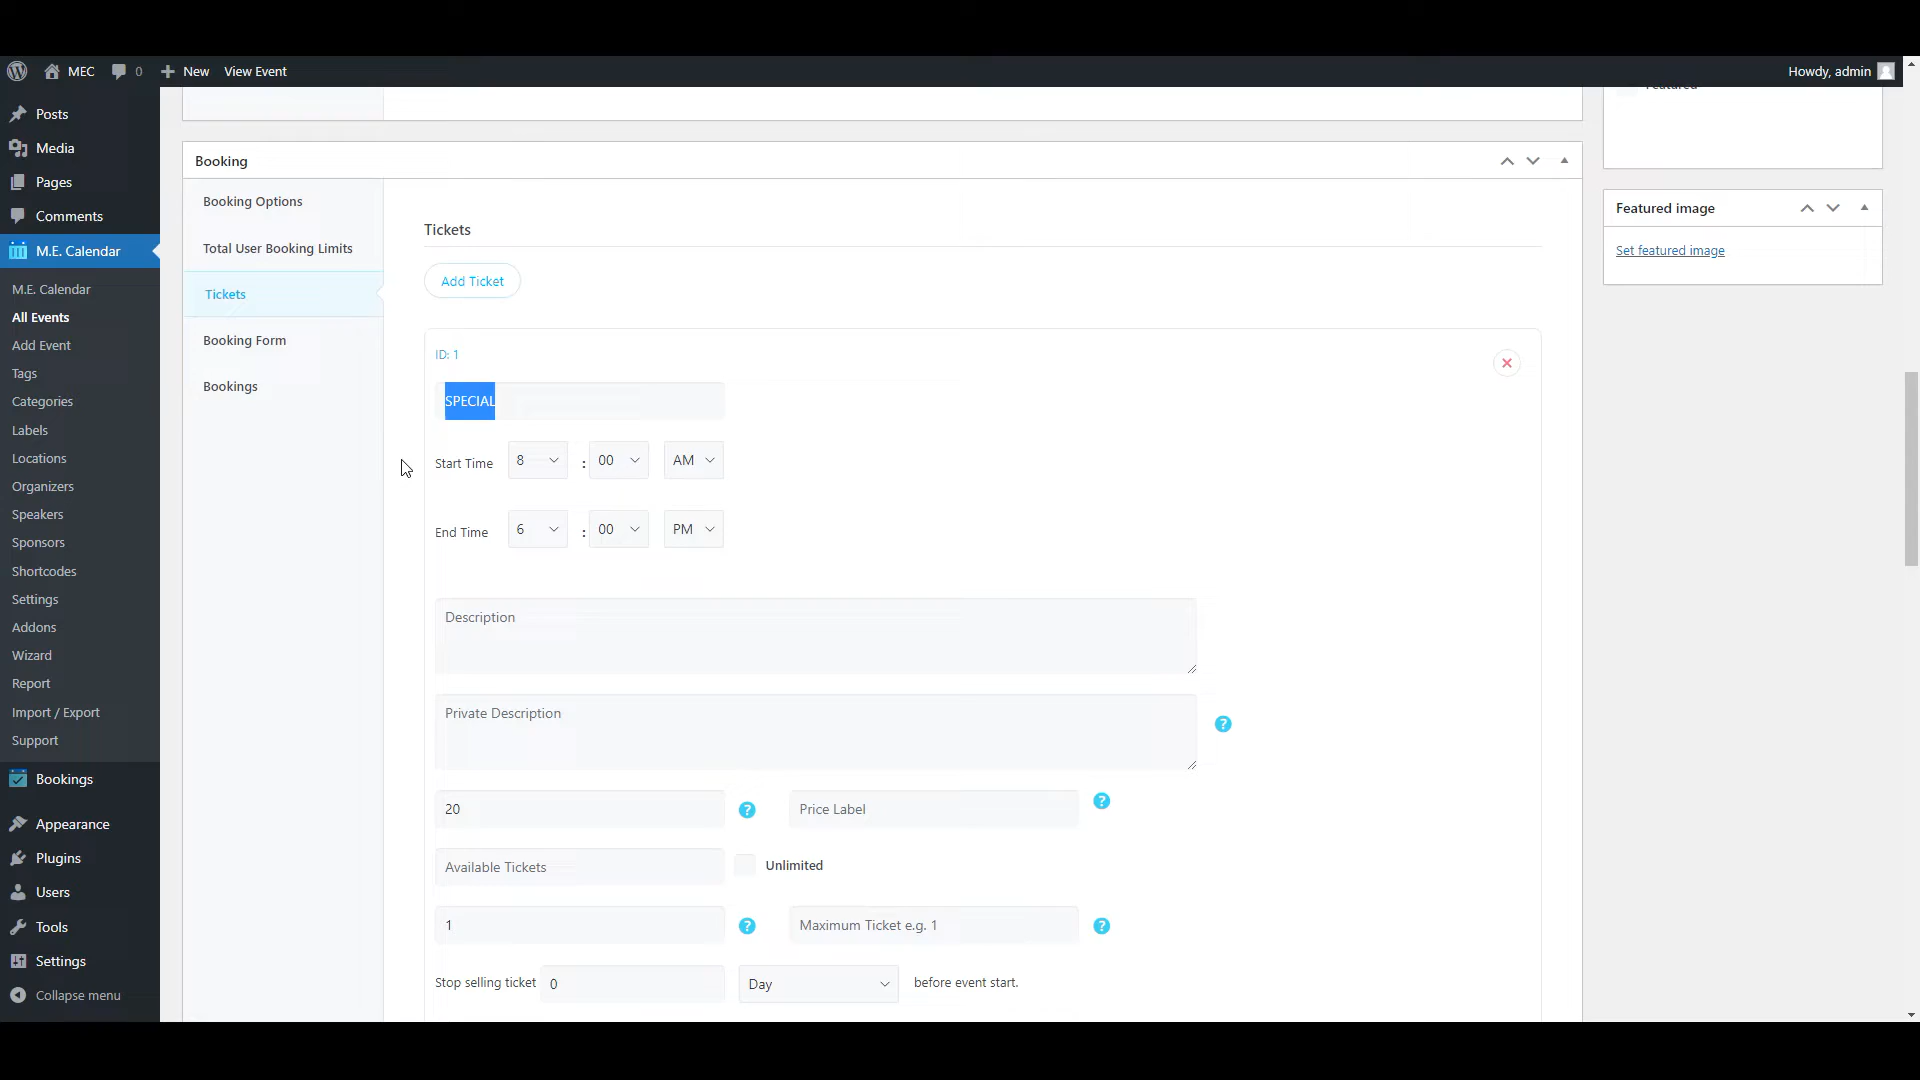 MEC 0 New View Event Howdy, admin
Posts
Media
Pages
Comments
M.E. Calendar
M.E. Calendar
All Events
Add Event
Tags
Categories
Labels
Locations
Organizers
Speakers
Sponsors
Shortcodes
Settings
Addons
Wizard
Report
Import / Export
Support
Bookings
Appearance
Plugins
Users
Tools
Settings
Collapse menu
Booking
Booking Options
Total User Booking Limits
Tickets
Booking Form
Bookings
Tickets
Add Ticket
ID: 1
SPECIAL
Start Time 8 : 00 AM
End Time 6 : 00 PM
Description
Private Description
?
20 ? Price Label ?
Available Tickets Unlimited
1 ? Maximum Ticket e.g. 1 ?
Stop selling ticket 0 Day before event start.
Featured
Featured image
Set featured image